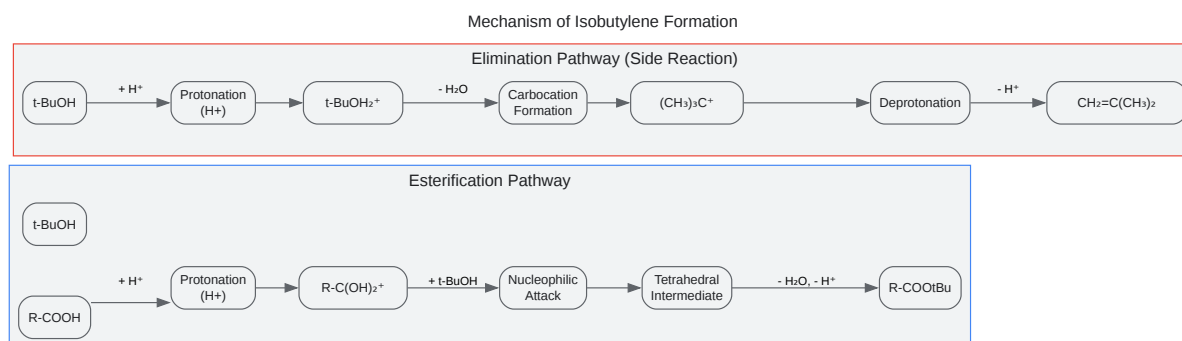 Mechanism of Isobutylene Formation
Elimination Pathway (Side Reaction)
t-BuOH
+ H⁺
Protonation
(H+)
t-BuOH₂⁺
- H₂O
Carbocation
Formation
(CH₃)₃C⁺
Deprotonation
- H⁺
CH₂=C(CH₃)₂
Esterification Pathway
t-BuOH
R-COOH
+ H⁺
Protonation
(H+)
R-C(OH)₂⁺
+ t-BuOH
Nucleophilic
Attack
Tetrahedral
Intermediate
- H₂O, - H⁺
R-COOtBu